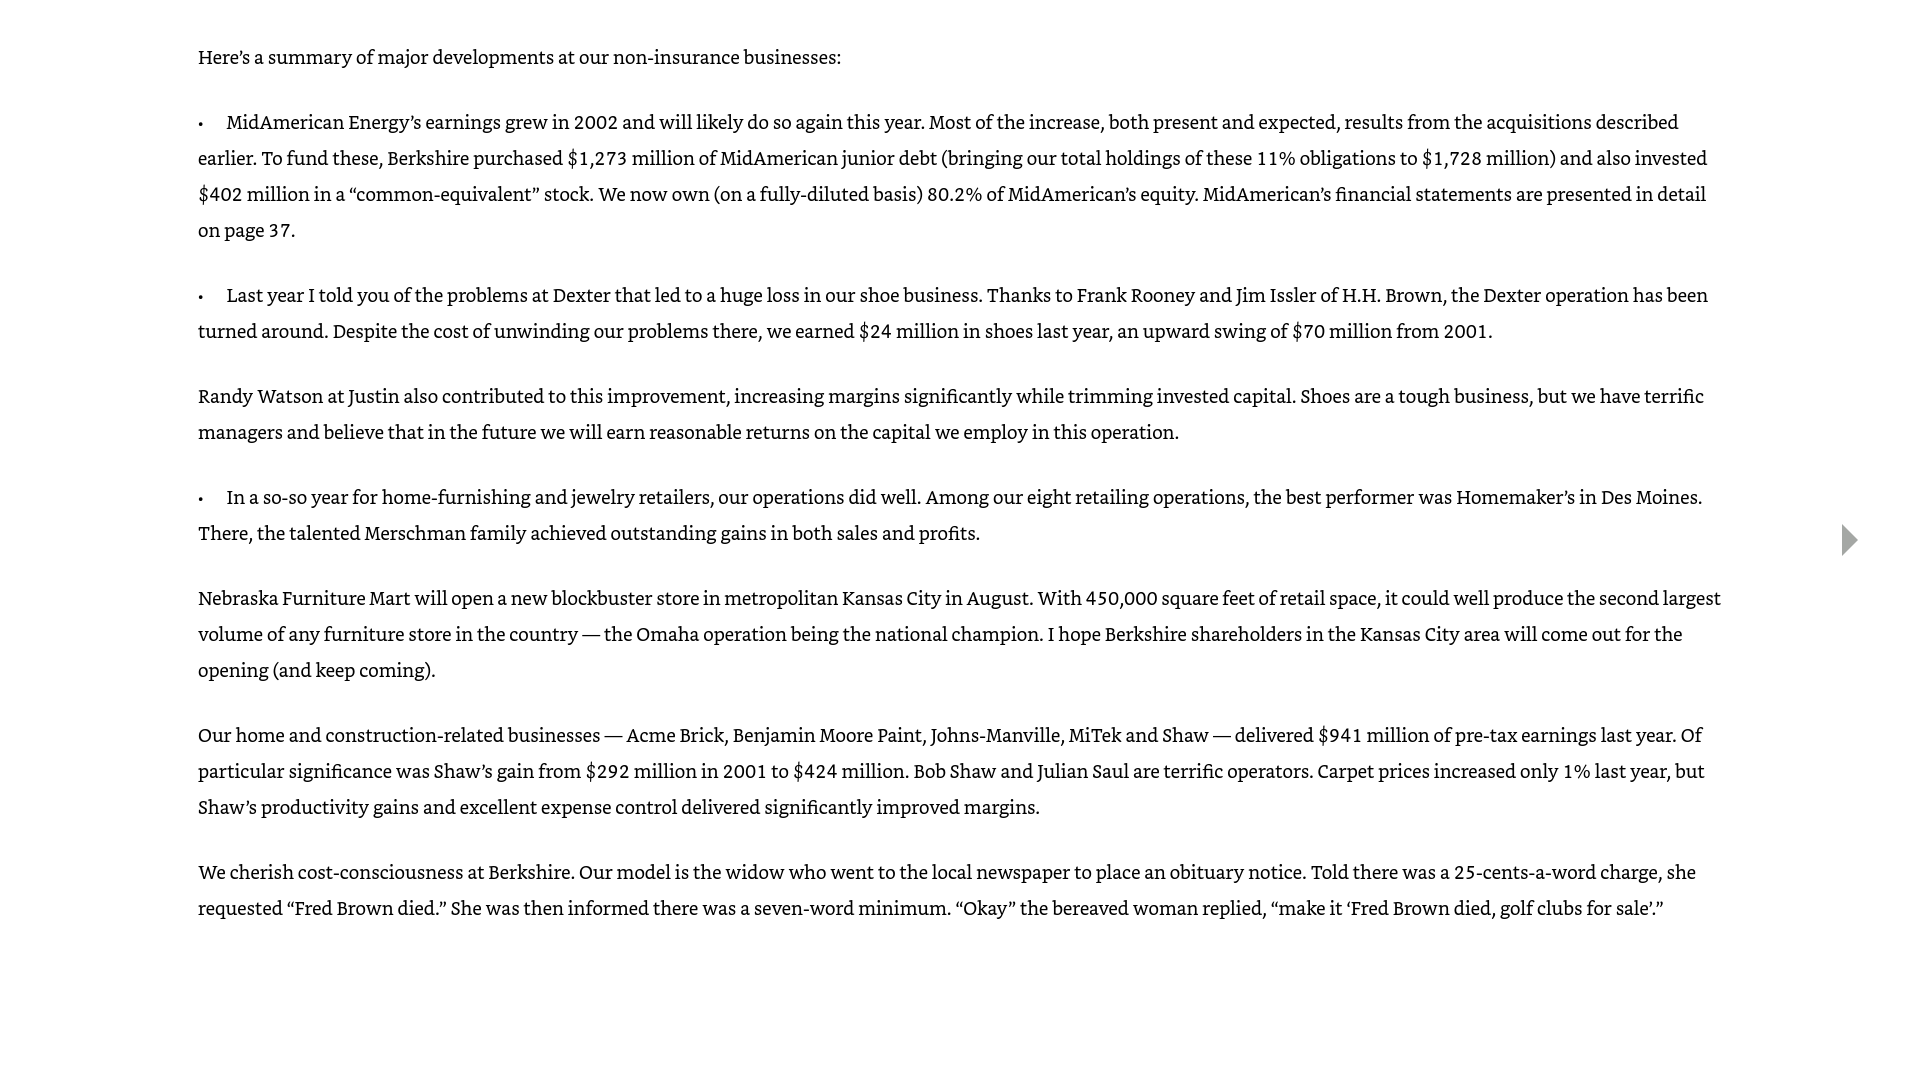 Here’s a summary of major developments at our non-insurance businesses:
• MidAmerican Energy’s earnings grew in 2002 and will likely do so again this year. Most of the increase, both present and expected, results from the acquisitions described
earlier. To fund these, Berkshire purchased $1,273 million of MidAmerican junior debt (bringing our total holdings of these 11% obligations to $1,728 million) and also invested
$402 million in a “common-equivalent” stock. We now own (on a fully-diluted basis) 80.2% of MidAmerican’s equity. MidAmerican’s financial statements are presented in detail
on page 37.
• Last year I told you of the problems at Dexter that led to a huge loss in our shoe business. Thanks to Frank Rooney and Jim Issler of H.H. Brown, the Dexter operation has been
turned around. Despite the cost of unwinding our problems there, we earned $24 million in shoes last year, an upward swing of $70 million from 2001.
Randy Watson at Justin also contributed to this improvement, increasing margins significantly while trimming invested capital. Shoes are a tough business, but we have terrific
managers and believe that in the future we will earn reasonable returns on the capital we employ in this operation.
• In a so-so year for home-furnishing and jewelry retailers, our operations did well. Among our eight retailing operations, the best performer was Homemaker’s in Des Moines.
There, the talented Merschman family achieved outstanding gains in both sales and profits.
Nebraska Furniture Mart will open a new blockbuster store in metropolitan Kansas City in August. With 450,000 square feet of retail space, it could well produce the second largest
volume of any furniture store in the country — the Omaha operation being the national champion. I hope Berkshire shareholders in the Kansas City area will come out for the
opening (and keep coming).
Our home and construction-related businesses — Acme Brick, Benjamin Moore Paint, Johns-Manville, MiTek and Shaw — delivered $941 million of pre-tax earnings last year. Of
particular significance was Shaw’s gain from $292 million in 2001 to $424 million. Bob Shaw and Julian Saul are terrific operators. Carpet prices increased only 1% last year, but
Shaw’s productivity gains and excellent expense control delivered significantly improved margins.
We cherish cost-consciousness at Berkshire. Our model is the widow who went to the local newspaper to place an obituary notice. Told there was a 25-cents-a-word charge, she
requested “Fred Brown died.” She was then informed there was a seven-word minimum. “Okay” the bereaved woman replied, “make it ‘Fred Brown died, golf clubs for sale’.”